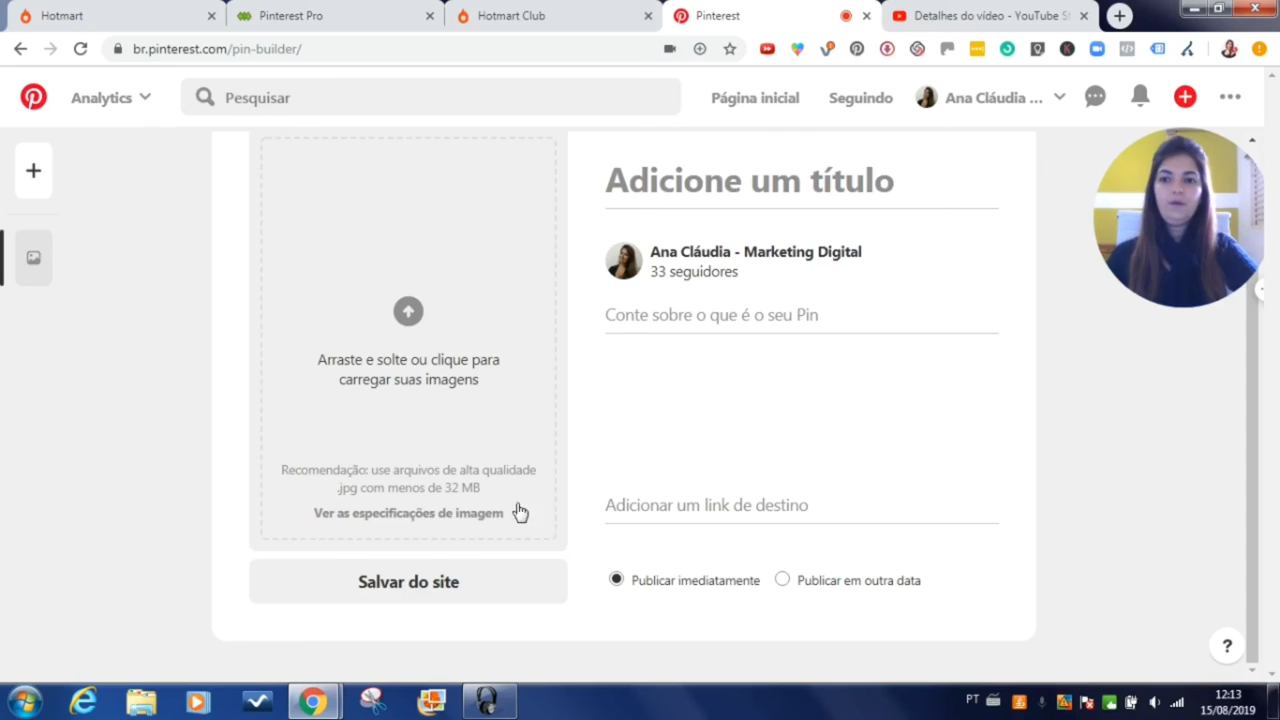 Hotmart
Pinterest Pro
Hotmart Club
Pinterest
Detalhes do vídeo - YouTube S
br.pinterest.com/pin-builder/
Analytics
Pesquisar
Página inicial
Seguindo
Ana Cláudia ...
Adicione um título
Ana Cláudia - Marketing Digital
33 seguidores
Conte sobre o que é o seu Pin
Arraste e solte ou clique para
carregar suas imagens
Recomendação: use arquivos de alta qualidade
.jpg com menos de 32 MB
Ver as especificações de imagem
Adicionar um link de destino
Salvar do site
Publicar imediatamente
Publicar em outra data
?
PT
12:13
15/08/2019